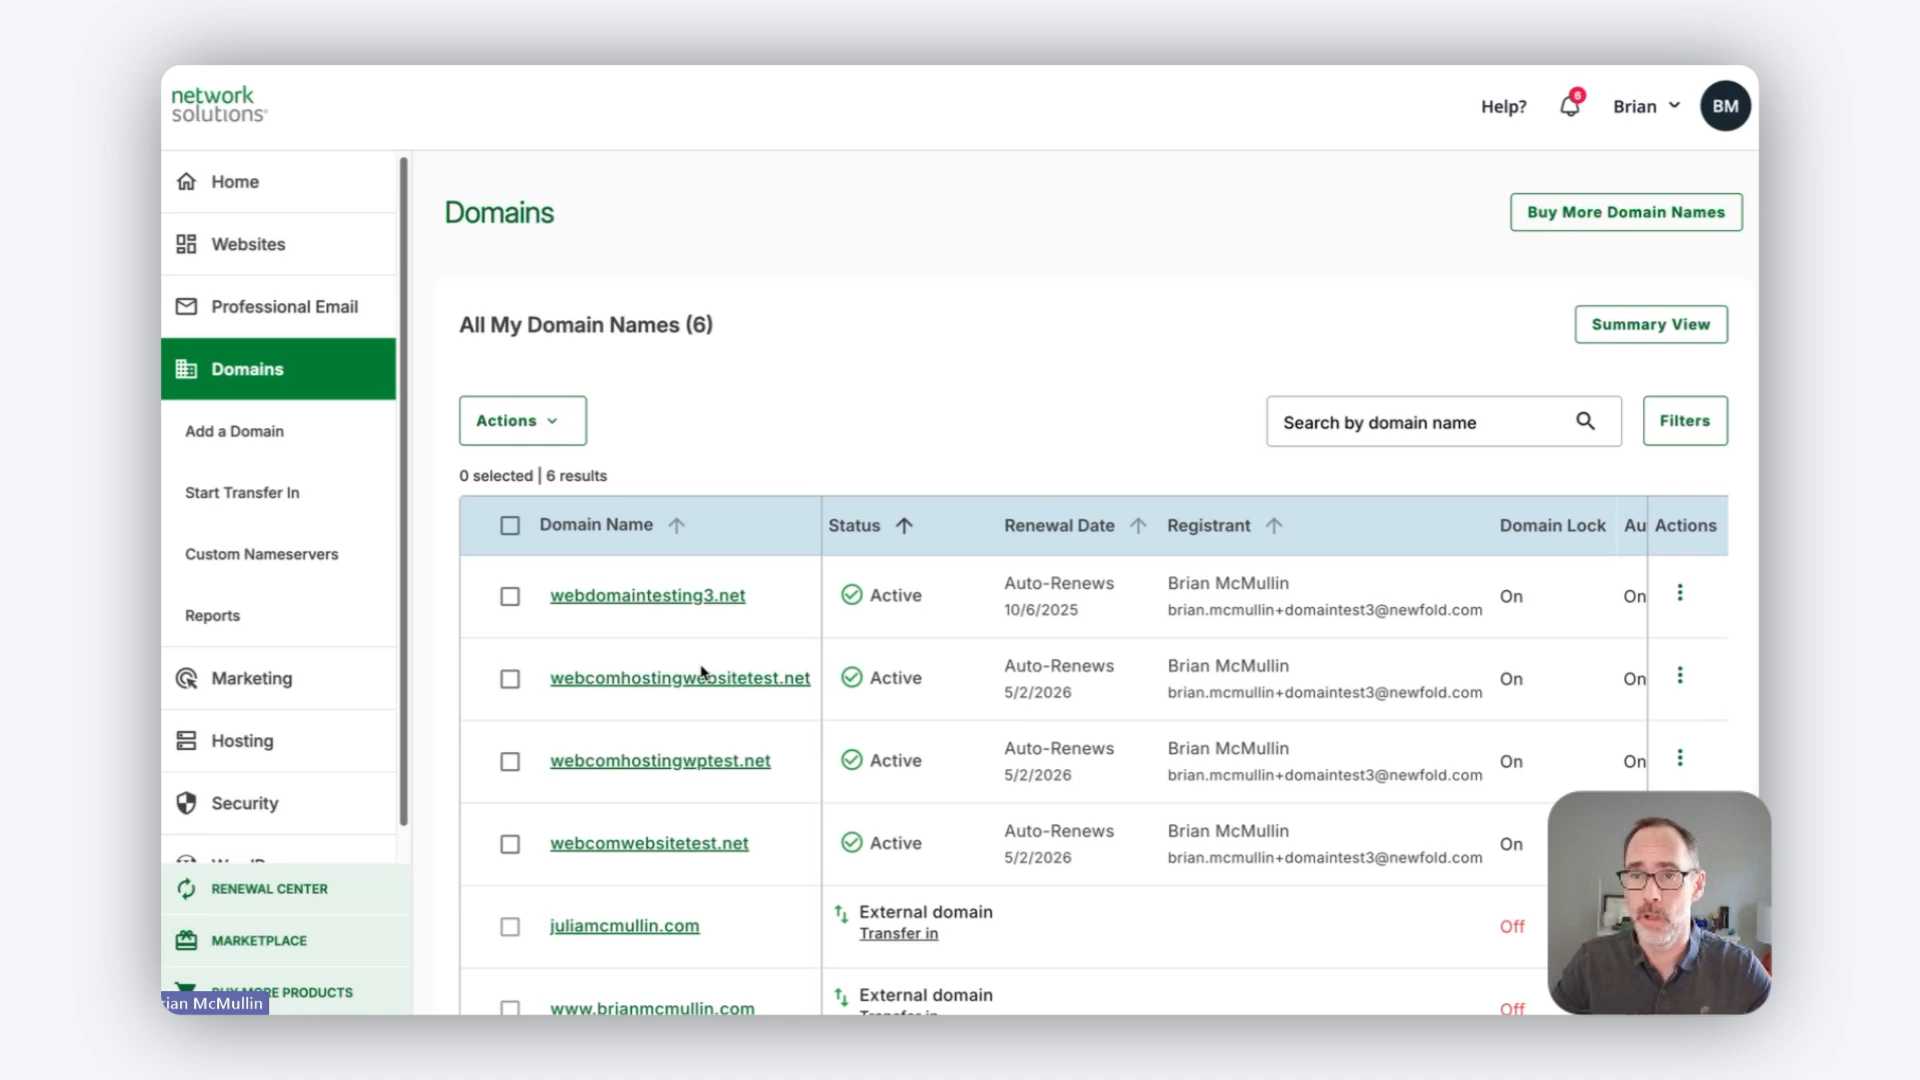 network
solutions®
Help?
6
Brian
BM
Home
Websites
Professional Email
Domains
Add a Domain
Start Transfer In
Custom Nameservers
Reports
Marketing
Hosting
Security
RENEWAL CENTER
MARKETPLACE
BUY MORE PRODUCTS
ian McMullin
Domains
Buy More Domain Names
All My Domain Names (6)
Summary View
Actions
Search by domain name
Filters
0 selected | 6 results
Domain Name Status Renewal Date Registrant Domain Lock Au Actions
webdomaintesting3.net Active Auto-Renews Brian McMullin On On
10/6/2025 brian.mcmullin+domaintest3@newfold.com
webcomhostingwebsitetest.net Active Auto-Renews Brian McMullin On On
5/2/2026 brian.mcmullin+domaintest3@newfold.com
webcomhostingwptest.net Active Auto-Renews Brian McMullin On On
5/2/2026 brian.mcmullin+domaintest3@newfold.com
webcomwebsitetest.net Active Auto-Renews Brian McMullin On
5/2/2026 brian.mcmullin+domaintest3@newfold.com
juliamcmullin.com External domain Off
Transfer in
www.brianmcmullin.com External domain Off
Transfer in